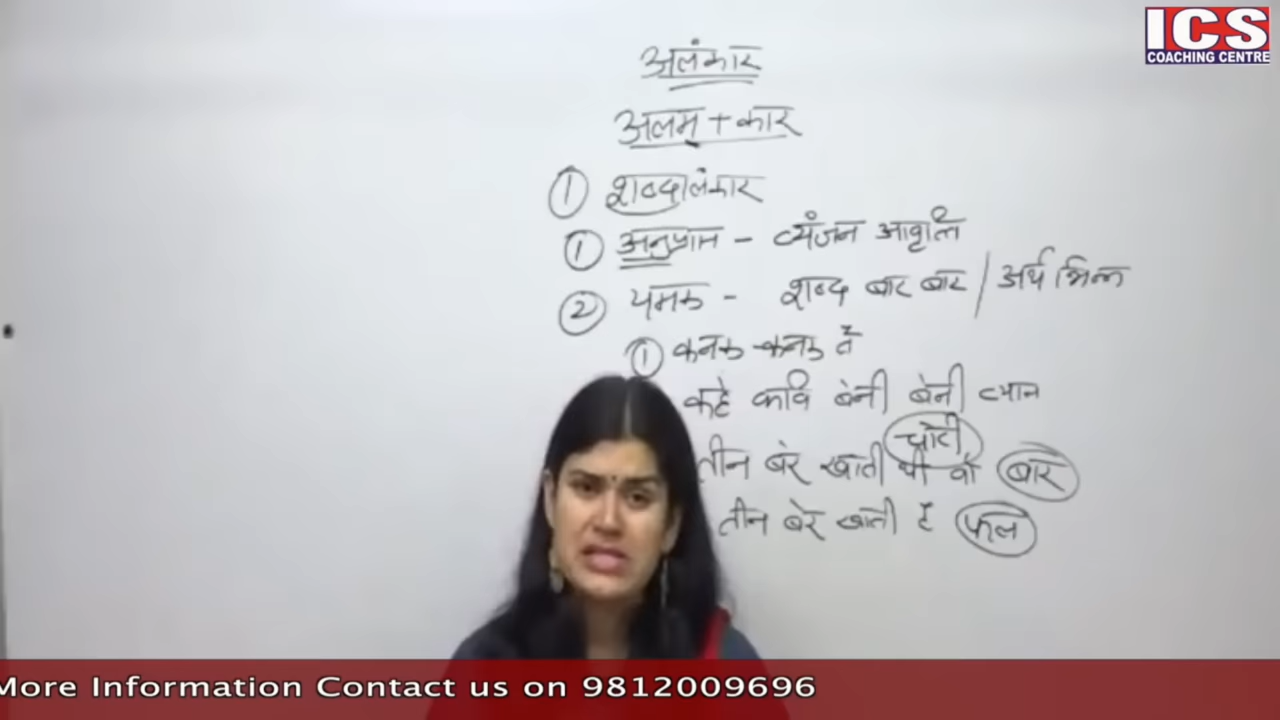 ICS
COACHING CENTRE
अलंकार
अलम् + कार
① शब्दालंकार
① अनुप्रास - व्यंजन आवृत्ति
② यमक - शब्द बार बार / अर्थ भिन्न
① कनक-कनक तें
कहे कवि बेनी बेनी व्याल
चोटी
तीन बेर खाती थी वो बार
तीन बेर खाती है फल
More Information Contact us on 9812009696